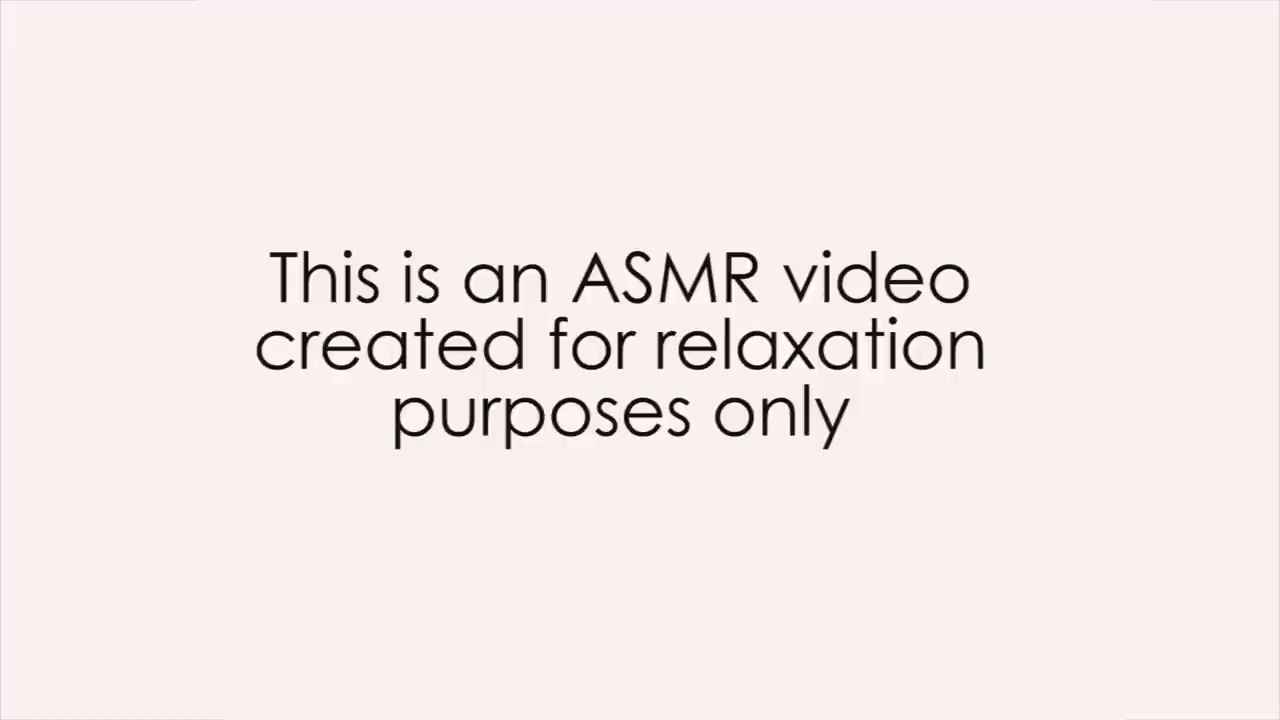 This is an ASMR video
created for relaxation
purposes only